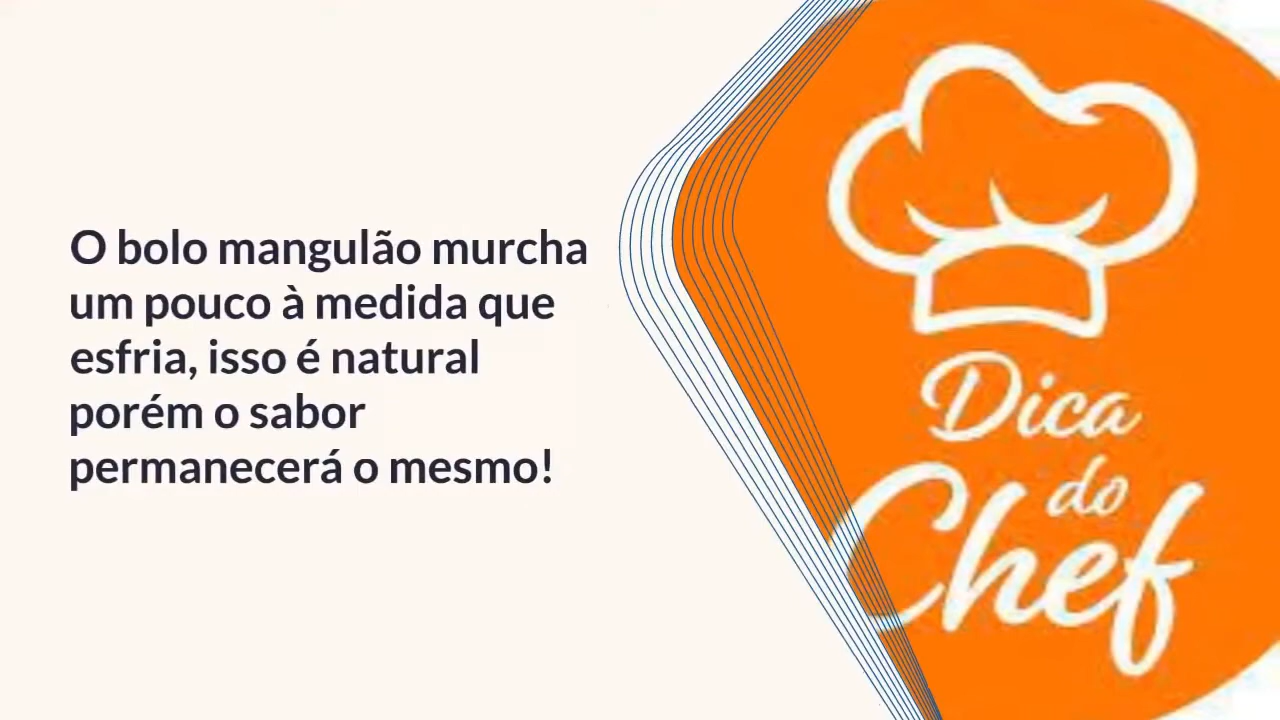 O bolo mangulão murcha
um pouco à medida que
esfria, isso é natural
porém o sabor
permanecerá o mesmo!
Dica
do
Chef